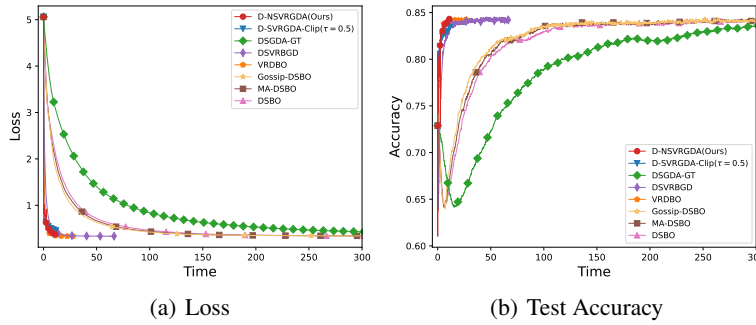 Loss
5
4
3
2
1
D-NSVRGDA(Ours)
D-SVRGDA-Clip(τ = 0.5)
DSGDA-GT
DSVRBGD
VRDBO
Gossip-DSBO
MA-DSBO
DSBO
0 50 100 150 200 250 300
Time
(a) Loss
Accuracy
0.85
0.80
0.75
0.70
0.65
0.60
D-NSVRGDA(Ours)
D-SVRGDA-Clip(τ = 0.5)
DSGDA-GT
DSVRBGD
VRDBO
Gossip-DSBO
MA-DSBO
DSBO
0 50 100 150 200 250 300
Time
(b) Test Accuracy